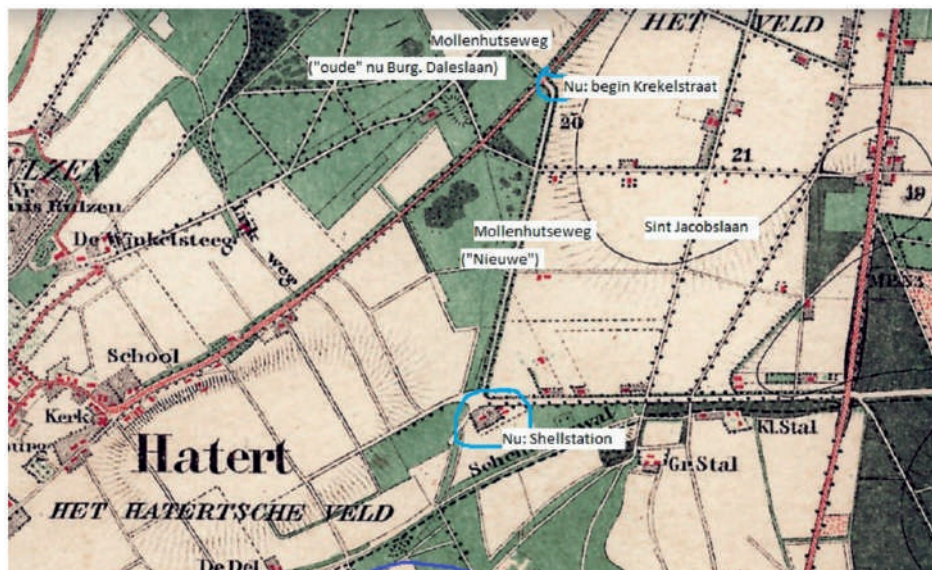 HET VELD
Mollenhutseweg
("oude" nu Burg. Daleslaan)
Nu: begin Krekelstraat
20
21
19
De Winkelsteeg
weg
Mollenhutseweg
("Nieuwe")
Sint Jacobslaan
School
Kerk
Nu: Shellstation
Kl.Stal
Gr.Stal
Hatert
HET HATERTSCHE VELD
De Del